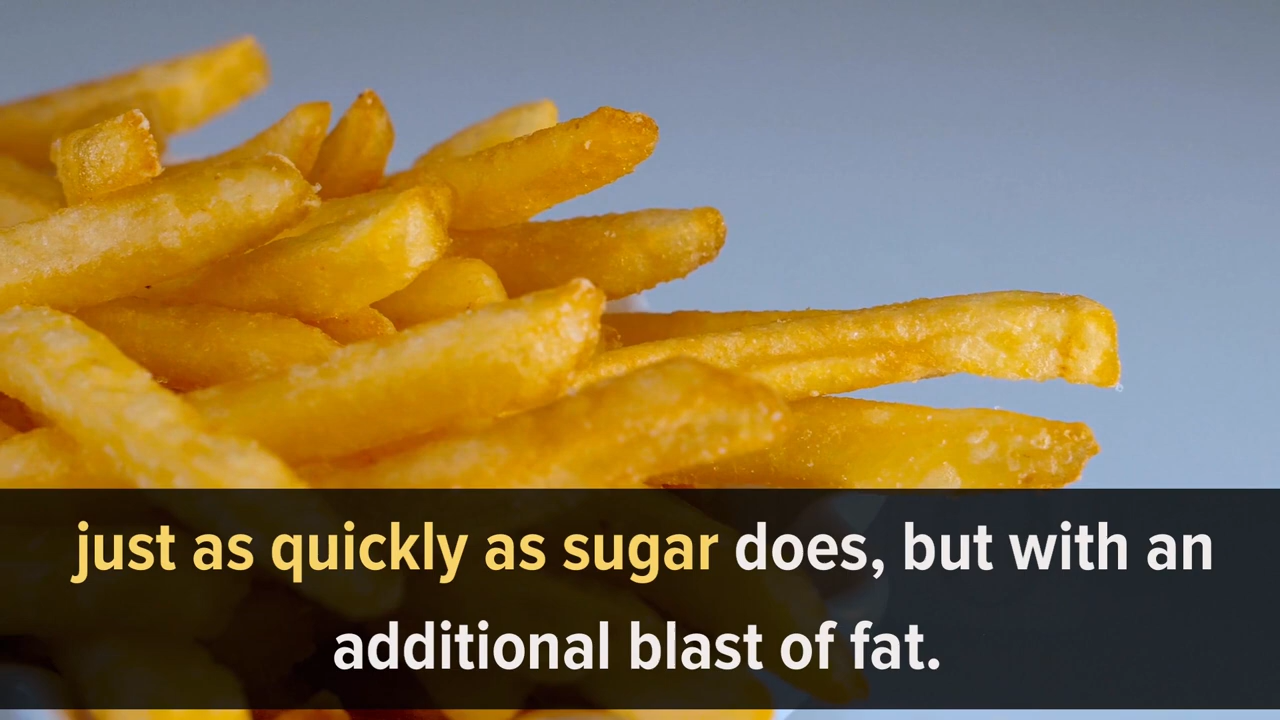 just as quickly as sugar does, but with an
additional blast of fat.